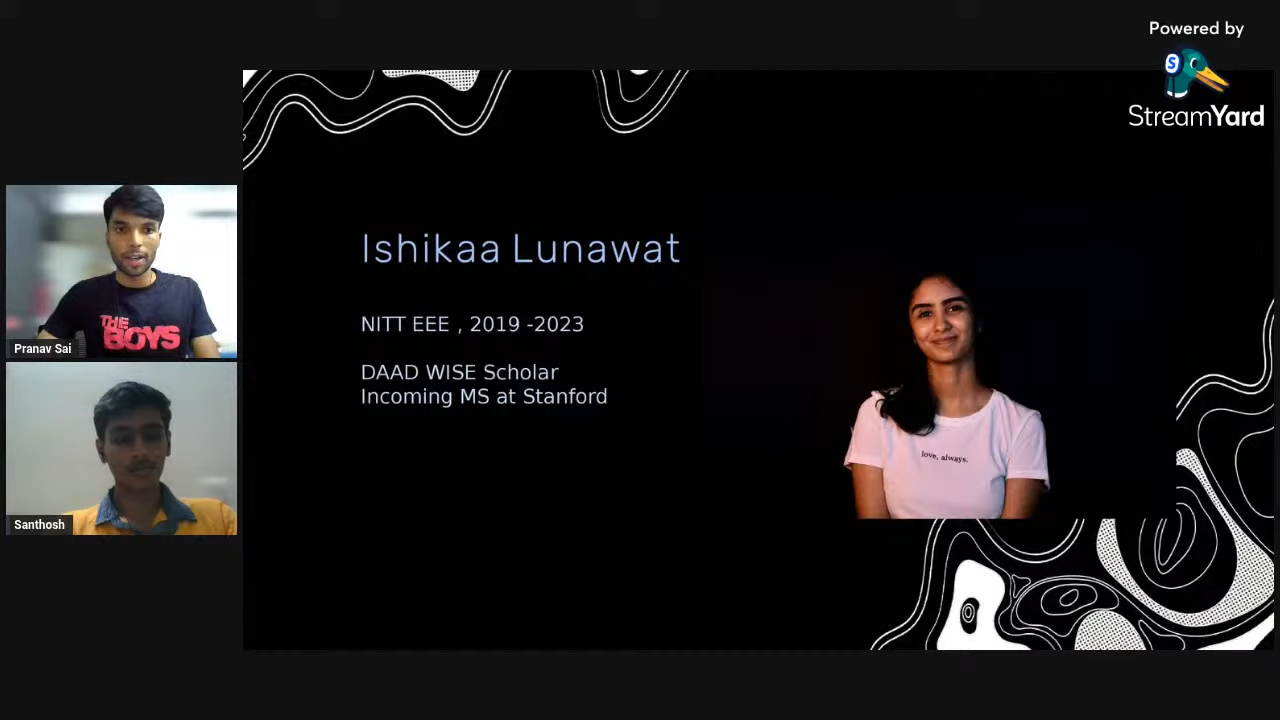 Powered by
S
StreamYard
Ishikaa Lunawat
NITT EEE , 2019 -2023
DAAD WISE Scholar
Incoming MS at Stanford
love, always.
THE
BOYS
Pranav Sai
Santhosh